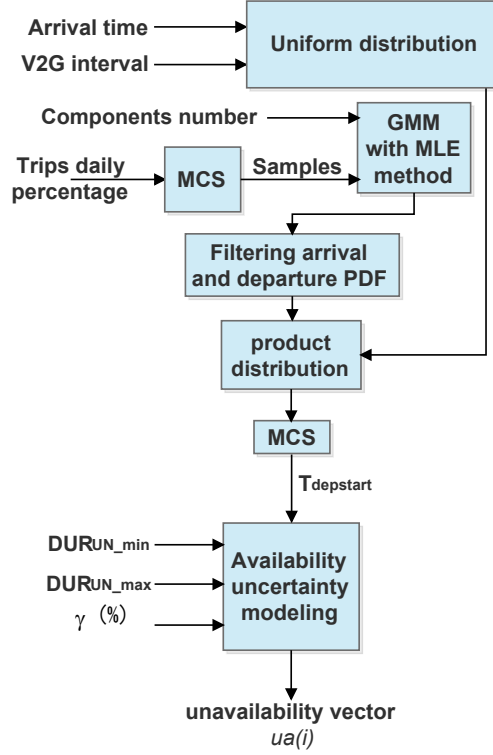 Arrival time
V2G interval
Uniform distribution
Components number
GMM
with MLE
method
Trips daily
percentage
MCS
Samples
Filtering arrival
and departure PDF
product
distribution
MCS
Tdepstart
DURUN_min
DURUN_max
γ (%)
Availability
uncertainty
modeling
unavailability vector
ua(i)